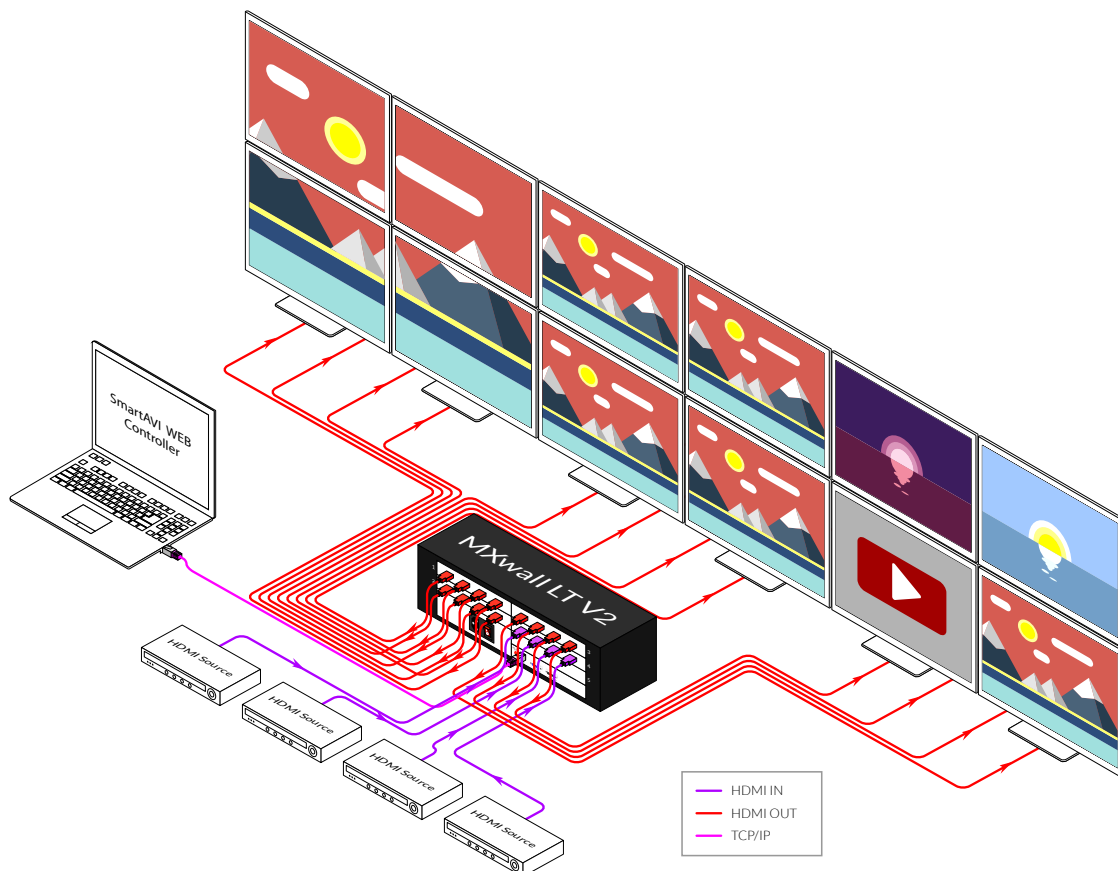 SmartAVI WEB
Controller
MXwall LT V2
HDMI Source
HDMI Source
HDMI Source
HDMI Source
HDMI IN
HDMI OUT
TCP/IP